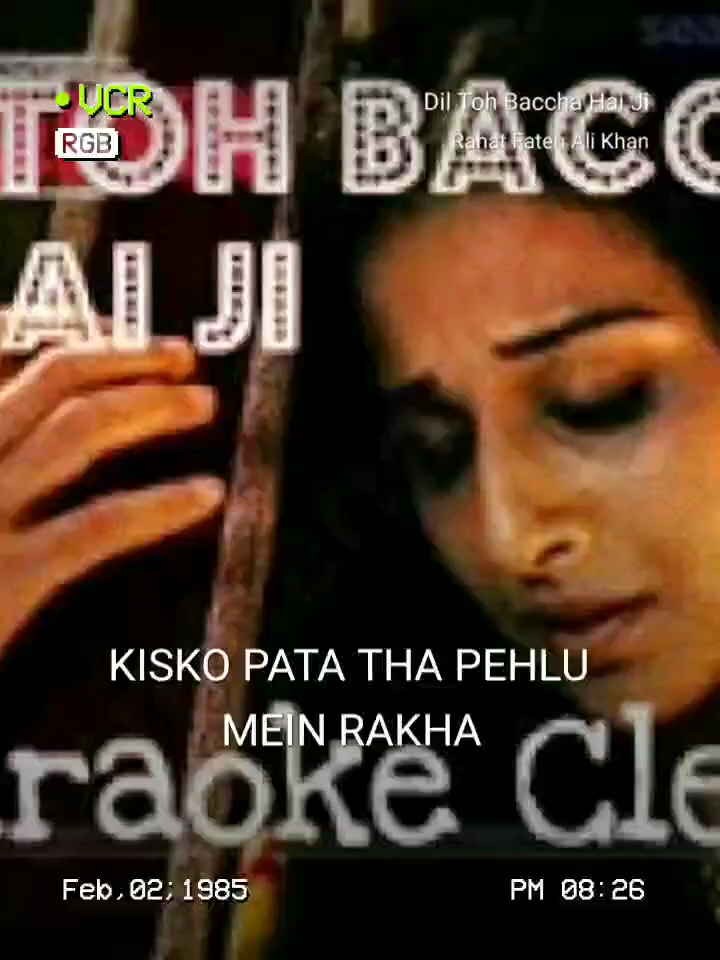 VCR
RGB
Dil Toh Baccha Hai Ji
Rahat Fateh Ali Khan
TOH BACC
AI JI
KISKO PATA THA PEHLU
MEIN RAKHA
raoke Cle
Feb,02;1985
PM 08:26